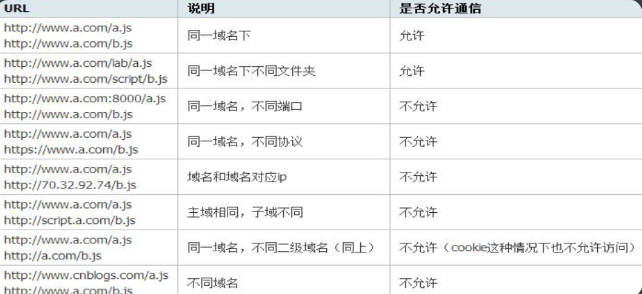 URL 说明 是否允许通信
http://www.a.com/a.js
http://www.a.com/b.js
同一域名下 允许
http://www.a.com/lab/a.js
http://www.a.com/script/b.js
同一域名下不同文件夹 允许
http://www.a.com:8000/a.js
http://www.a.com/b.js
同一域名，不同端口 不允许
http://www.a.com/a.js
https://www.a.com/b.js
同一域名，不同协议 不允许
http://www.a.com/a.js
http://70.32.92.74/b.js
域名和域名对应ip 不允许
http://www.a.com/a.js
http://script.a.com/b.js
主域相同，子域不同 不允许
http://www.a.com/a.js
http://a.com/b.js
同一域名，不同二级域名（同上） 不允许（cookie这种情况下也不允许访问）
http://www.cnblogs.com/a.js
http://www.a.com/b.js
不同域名 不允许